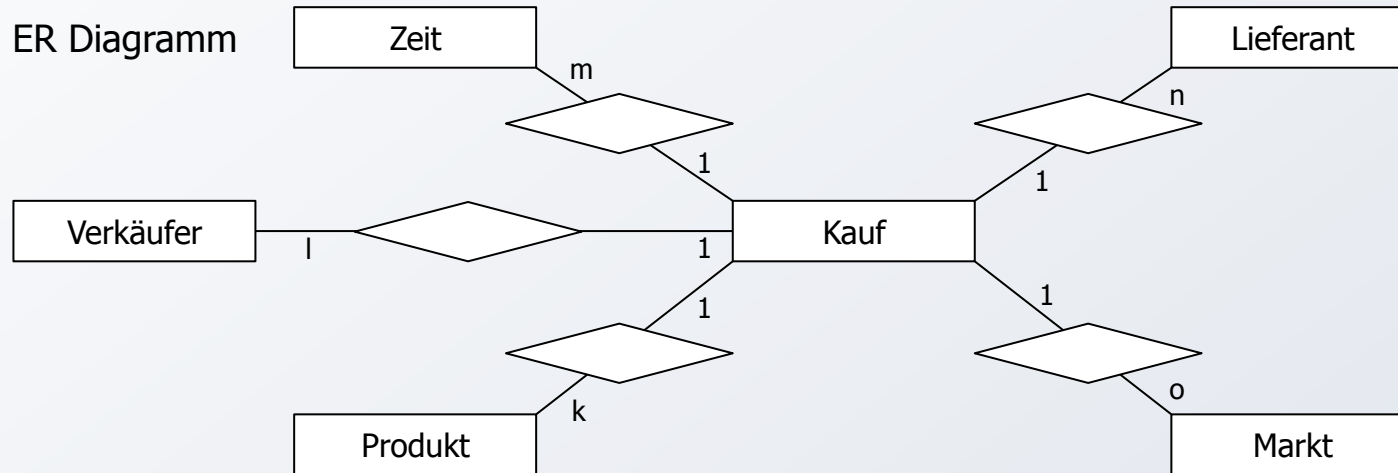 ER Diagramm
Zeit
Lieferant
m
n
1
1
Verkäufer
Kauf
l
1
1
1
k
o
Produkt
Markt